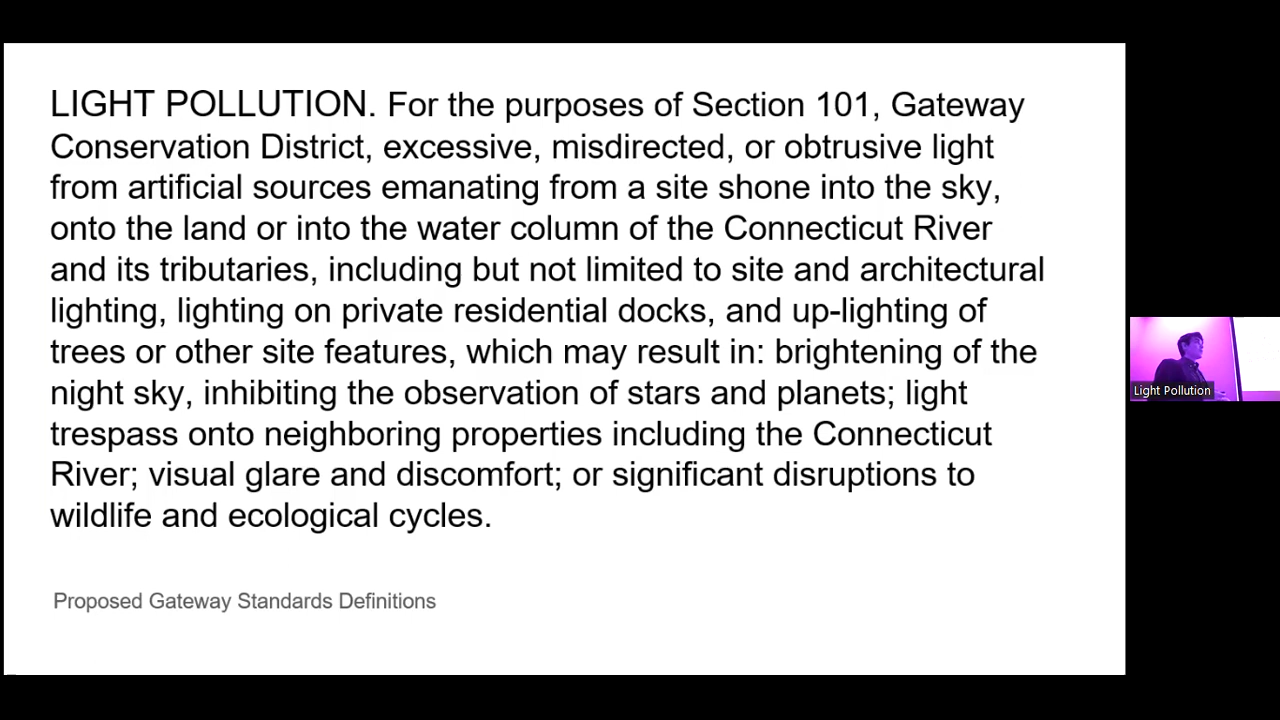 LIGHT POLLUTION. For the purposes of Section 101, Gateway
Conservation District, excessive, misdirected, or obtrusive light
from artificial sources emanating from a site shone into the sky,
onto the land or into the water column of the Connecticut River
and its tributaries, including but not limited to site and architectural
lighting, lighting on private residential docks, and up-lighting of
trees or other site features, which may result in: brightening of the
night sky, inhibiting the observation of stars and planets; light
trespass onto neighboring properties including the Connecticut
River; visual glare and discomfort; or significant disruptions to
wildlife and ecological cycles.
Proposed Gateway Standards Definitions
Light Pollution